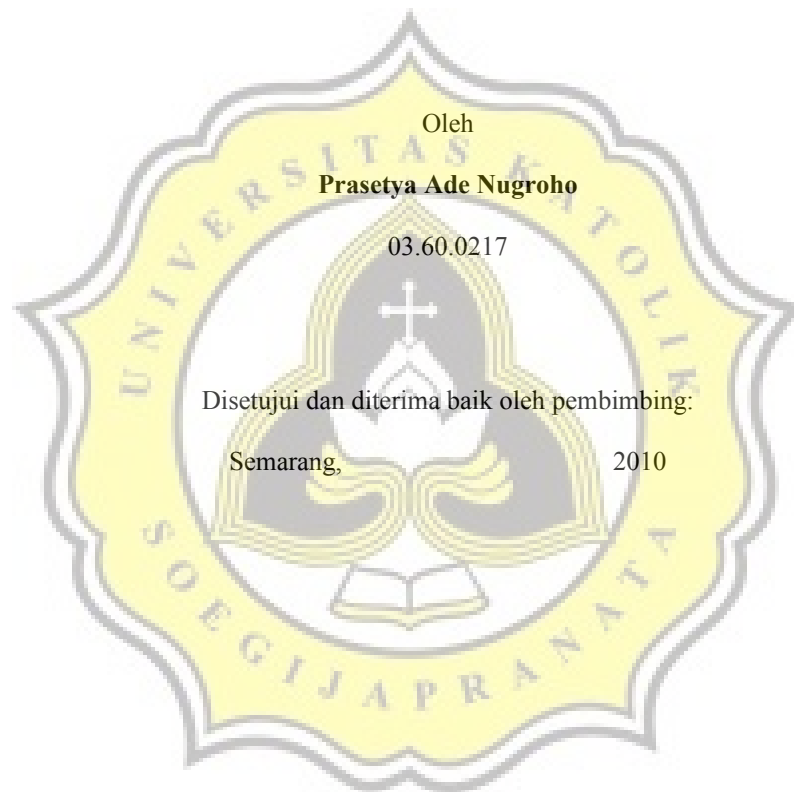 Oleh
Prasetya Ade Nugroho
03.60.0217
Disetujui dan diterima baik oleh pembimbing:
Semarang, 2010
UNIVERSITAS KATOLIK
SOEGIJAPRANATA